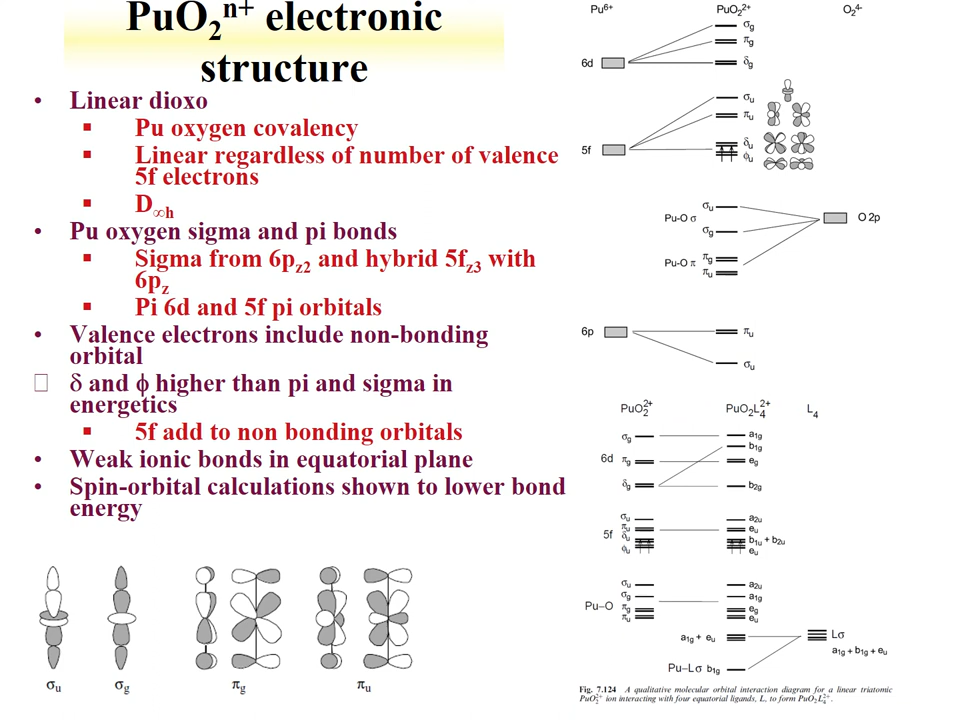 PuO₂ⁿ⁺ electronic
structure
• Linear dioxo
▪ Pu oxygen covalency
▪ Linear regardless of number of valence
5f electrons
▪ D∞h
• Pu oxygen sigma and pi bonds
▪ Sigma from 6pz2 and hybrid 5fz3 with
6pz
▪ Pi 6d and 5f pi orbitals
• Valence electrons include non-bonding
orbital
□ δ and ϕ higher than pi and sigma in
energetics
▪ 5f add to non bonding orbitals
• Weak ionic bonds in equatorial plane
• Spin-orbital calculations shown to lower bond
energy
σu σg πg πu
Pu⁶⁺ PuO₂²⁺ O₂⁴⁻
σg
πg
6d δg
σu
πu
5f δu
ϕu
σu
Pu-O σ O 2p
σg
Pu-O π πg
πu
6p πu
σu
PuO₂²⁺ PuO₂L₄²⁺ L₄
σg a1g
b1g
6d πg eg
δg b2g
σu a2u
5f πu eu
δu b1u + b2u
ϕu eu
σu a2u
σg a1g
Pu–O πg eg
πu eu
a1g + eu Lσ
a1g + b1g + eu
Pu–Lσ b1g
Fig. 7.124 A qualitative molecular orbital interaction diagram for a linear triatomic
PuO₂²⁺ ion interacting with four equatorial ligands, L, to form PuO₂L₄²⁺.